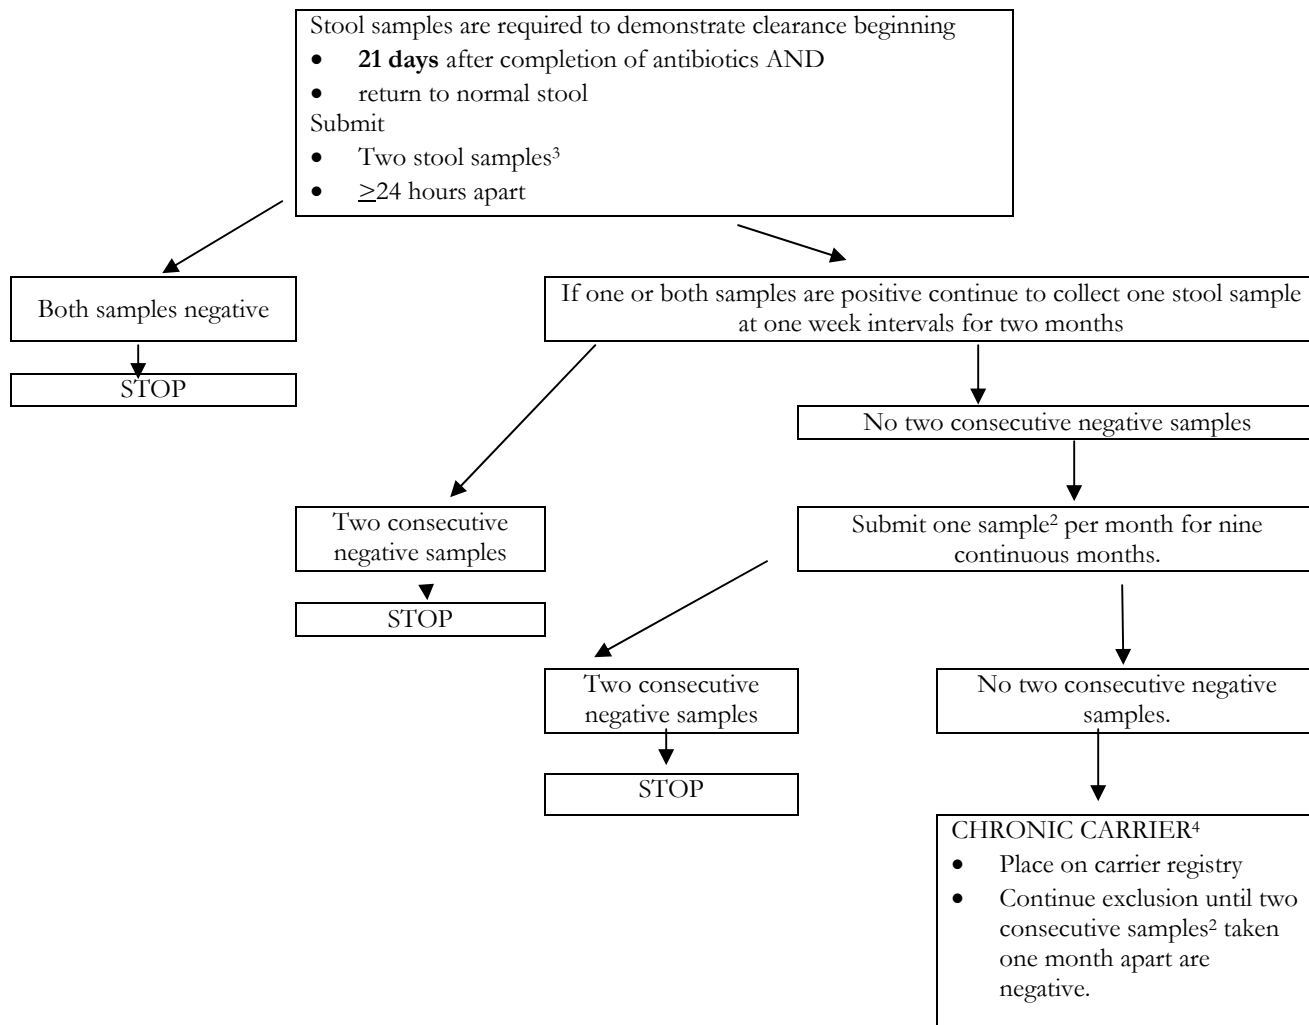 Stool samples are required to demonstrate clearance beginning
• 21 days after completion of antibiotics AND
• return to normal stool
Submit
• Two stool samples³
• ≥24 hours apart
Both samples negative
STOP
If one or both samples are positive continue to collect one stool sample
at one week intervals for two months
No two consecutive negative samples
Two consecutive
negative samples
STOP
Submit one sample² per month for nine
continuous months.
Two consecutive
negative samples
STOP
No two consecutive negative
samples.
CHRONIC CARRIER⁴
• Place on carrier registry
• Continue exclusion until two
consecutive samples² taken
one month apart are
negative.